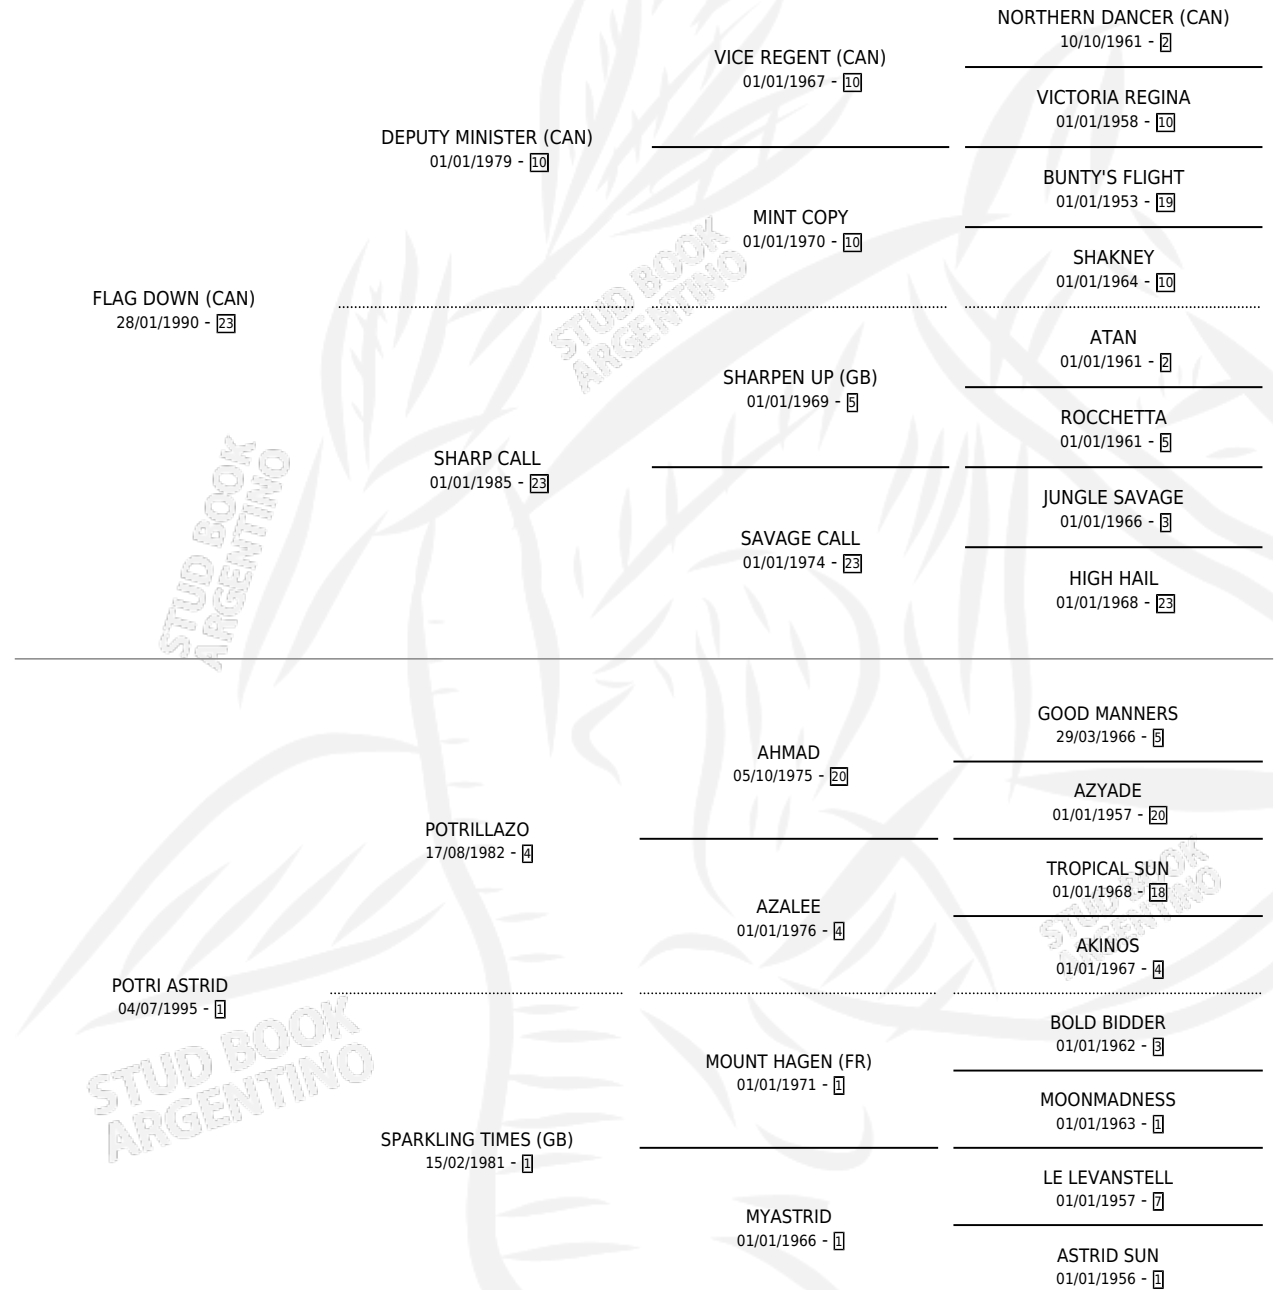 NORTHERN DANCER (CAN)
10/10/1961 - 2
VICE REGENT (CAN)
01/01/1967 - 10
VICTORIA REGINA
01/01/1958 - 10
DEPUTY MINISTER (CAN)
01/01/1979 - 10
BUNTY'S FLIGHT
01/01/1953 - 19
MINT COPY
01/01/1970 - 10
SHAKNEY
01/01/1964 - 10
FLAG DOWN (CAN)
28/01/1990 - 23
STUD BOOK
ARGENTINO
ATAN
01/01/1961 - 2
SHARPEN UP (GB)
01/01/1969 - 5
ROCCHETTA
01/01/1961 - 5
SHARP CALL
01/01/1985 - 23
JUNGLE SAVAGE
01/01/1966 - 3
SAVAGE CALL
01/01/1974 - 23
HIGH HAIL
01/01/1968 - 23
STUD BOOK
ARGENTINO
GOOD MANNERS
29/03/1966 - 5
AHMAD
05/10/1975 - 20
AZYADE
01/01/1957 - 20
POTRILLAZO
17/08/1982 - 4
TROPICAL SUN
01/01/1968 - 18
AZALEE
01/01/1976 - 4
STUD BOOK
ARGENTINO
AKINOS
01/01/1967 - 4
POTRI ASTRID
04/07/1995 - 1
BOLD BIDDER
01/01/1962 - 3
MOUNT HAGEN (FR)
01/01/1971 - 1
STUD BOOK
ARGENTINO
MOONMADNESS
01/01/1963 - 1
SPARKLING TIMES (GB)
15/02/1981 - 1
LE LEVANSTELL
01/01/1957 - 7
MYASTRID
01/01/1966 - 1
ASTRID SUN
01/01/1956 - 1